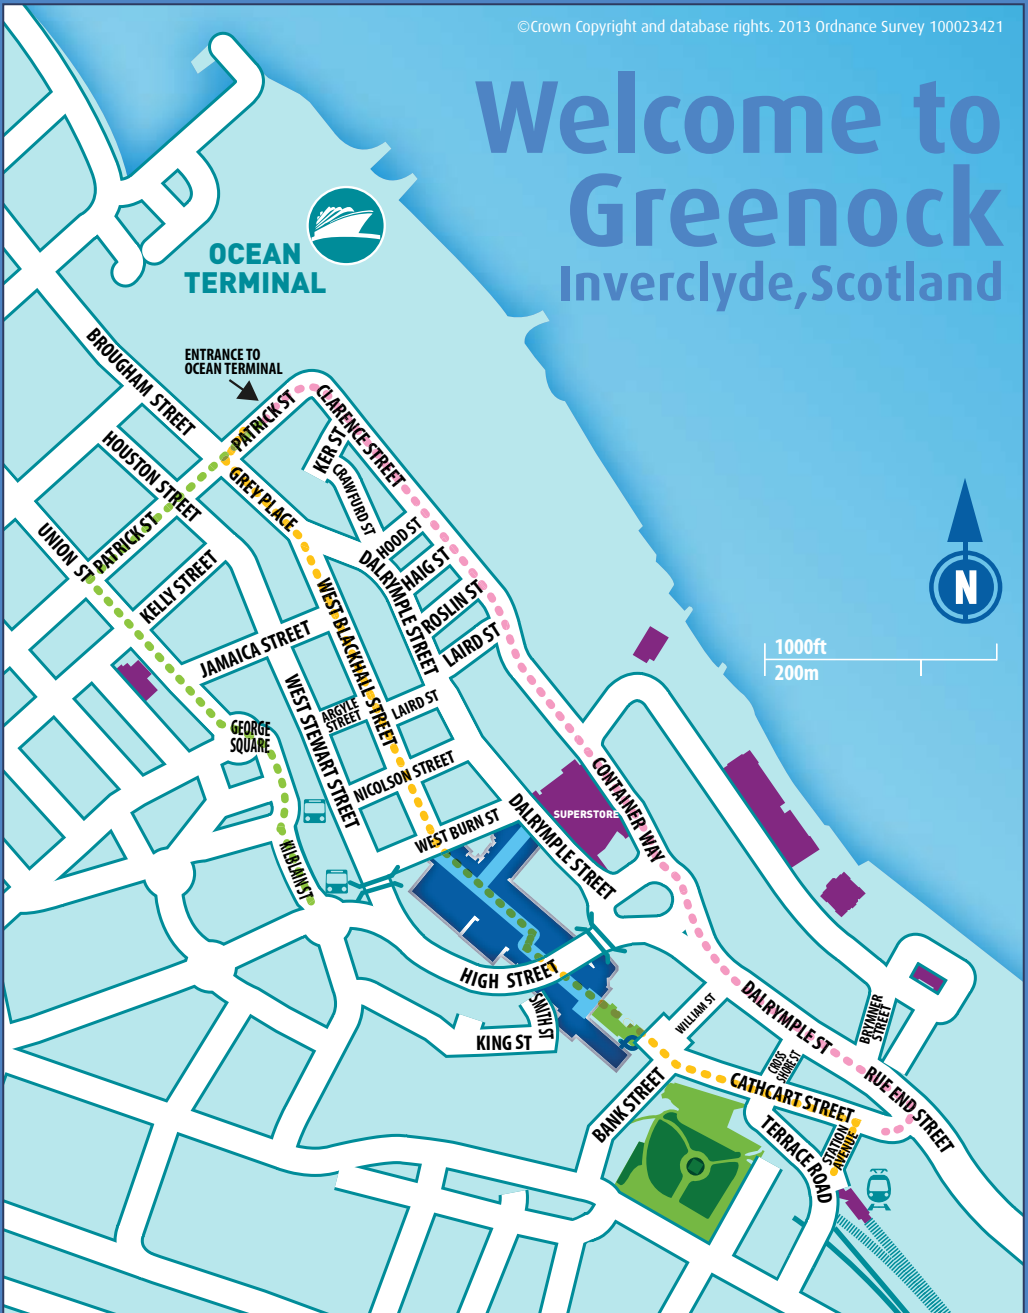 ©Crown Copyright and database rights. 2013 Ordnance Survey 100023421
Welcome to
Greenock
Inverclyde,Scotland
OCEAN
TERMINAL
ENTRANCE TO
OCEAN TERMINAL
BROUGHAM STREET
PATRICK ST
CLARENCE STREET
KER ST
HOUSTON STREET
GREY PLACE
CRAWFURD ST
UNION ST
PATRICK ST
HOOD ST
DALRYMPLE STREET
HAIG ST
KELLY STREET
ROSLIN ST
N
WEST BLACKHALL STREET
JAMAICA STREET
LAIRD ST
1000ft
200m
WEST STEWART STREET
ARGYLE
STREET
LAIRD ST
GEORGE
SQUARE
NICOLSON STREET
CONTAINER WAY
SUPERSTORE
DALRYMPLE STREET
WEST BURN ST
KILBLAIN ST
HIGH STREET
SMITH ST
KING ST
WILLIAM ST
DALRYMPLE ST
BRYMNER
STREET
CROSS
SHORE ST
RUE END STREET
CATHCART STREET
BANK STREET
TERRACE ROAD
STATION
AVENUE